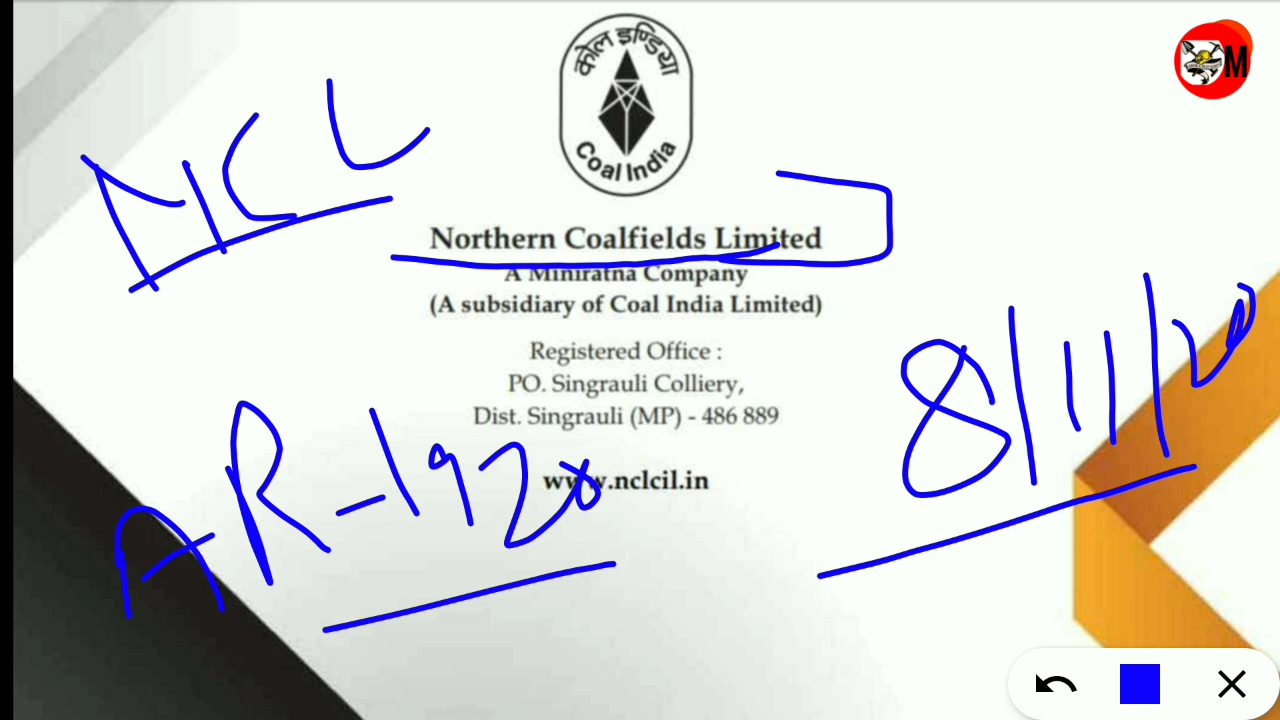 कोल इण्डिया
Coal India
M
NCL
Northern Coalfields Limited
A Miniratna Company
(A subsidiary of Coal India Limited)
Registered Office :
PO. Singrauli Colliery,
Dist. Singrauli (MP) - 486 889
www.nclcil.in
8/11/20
AR-1920